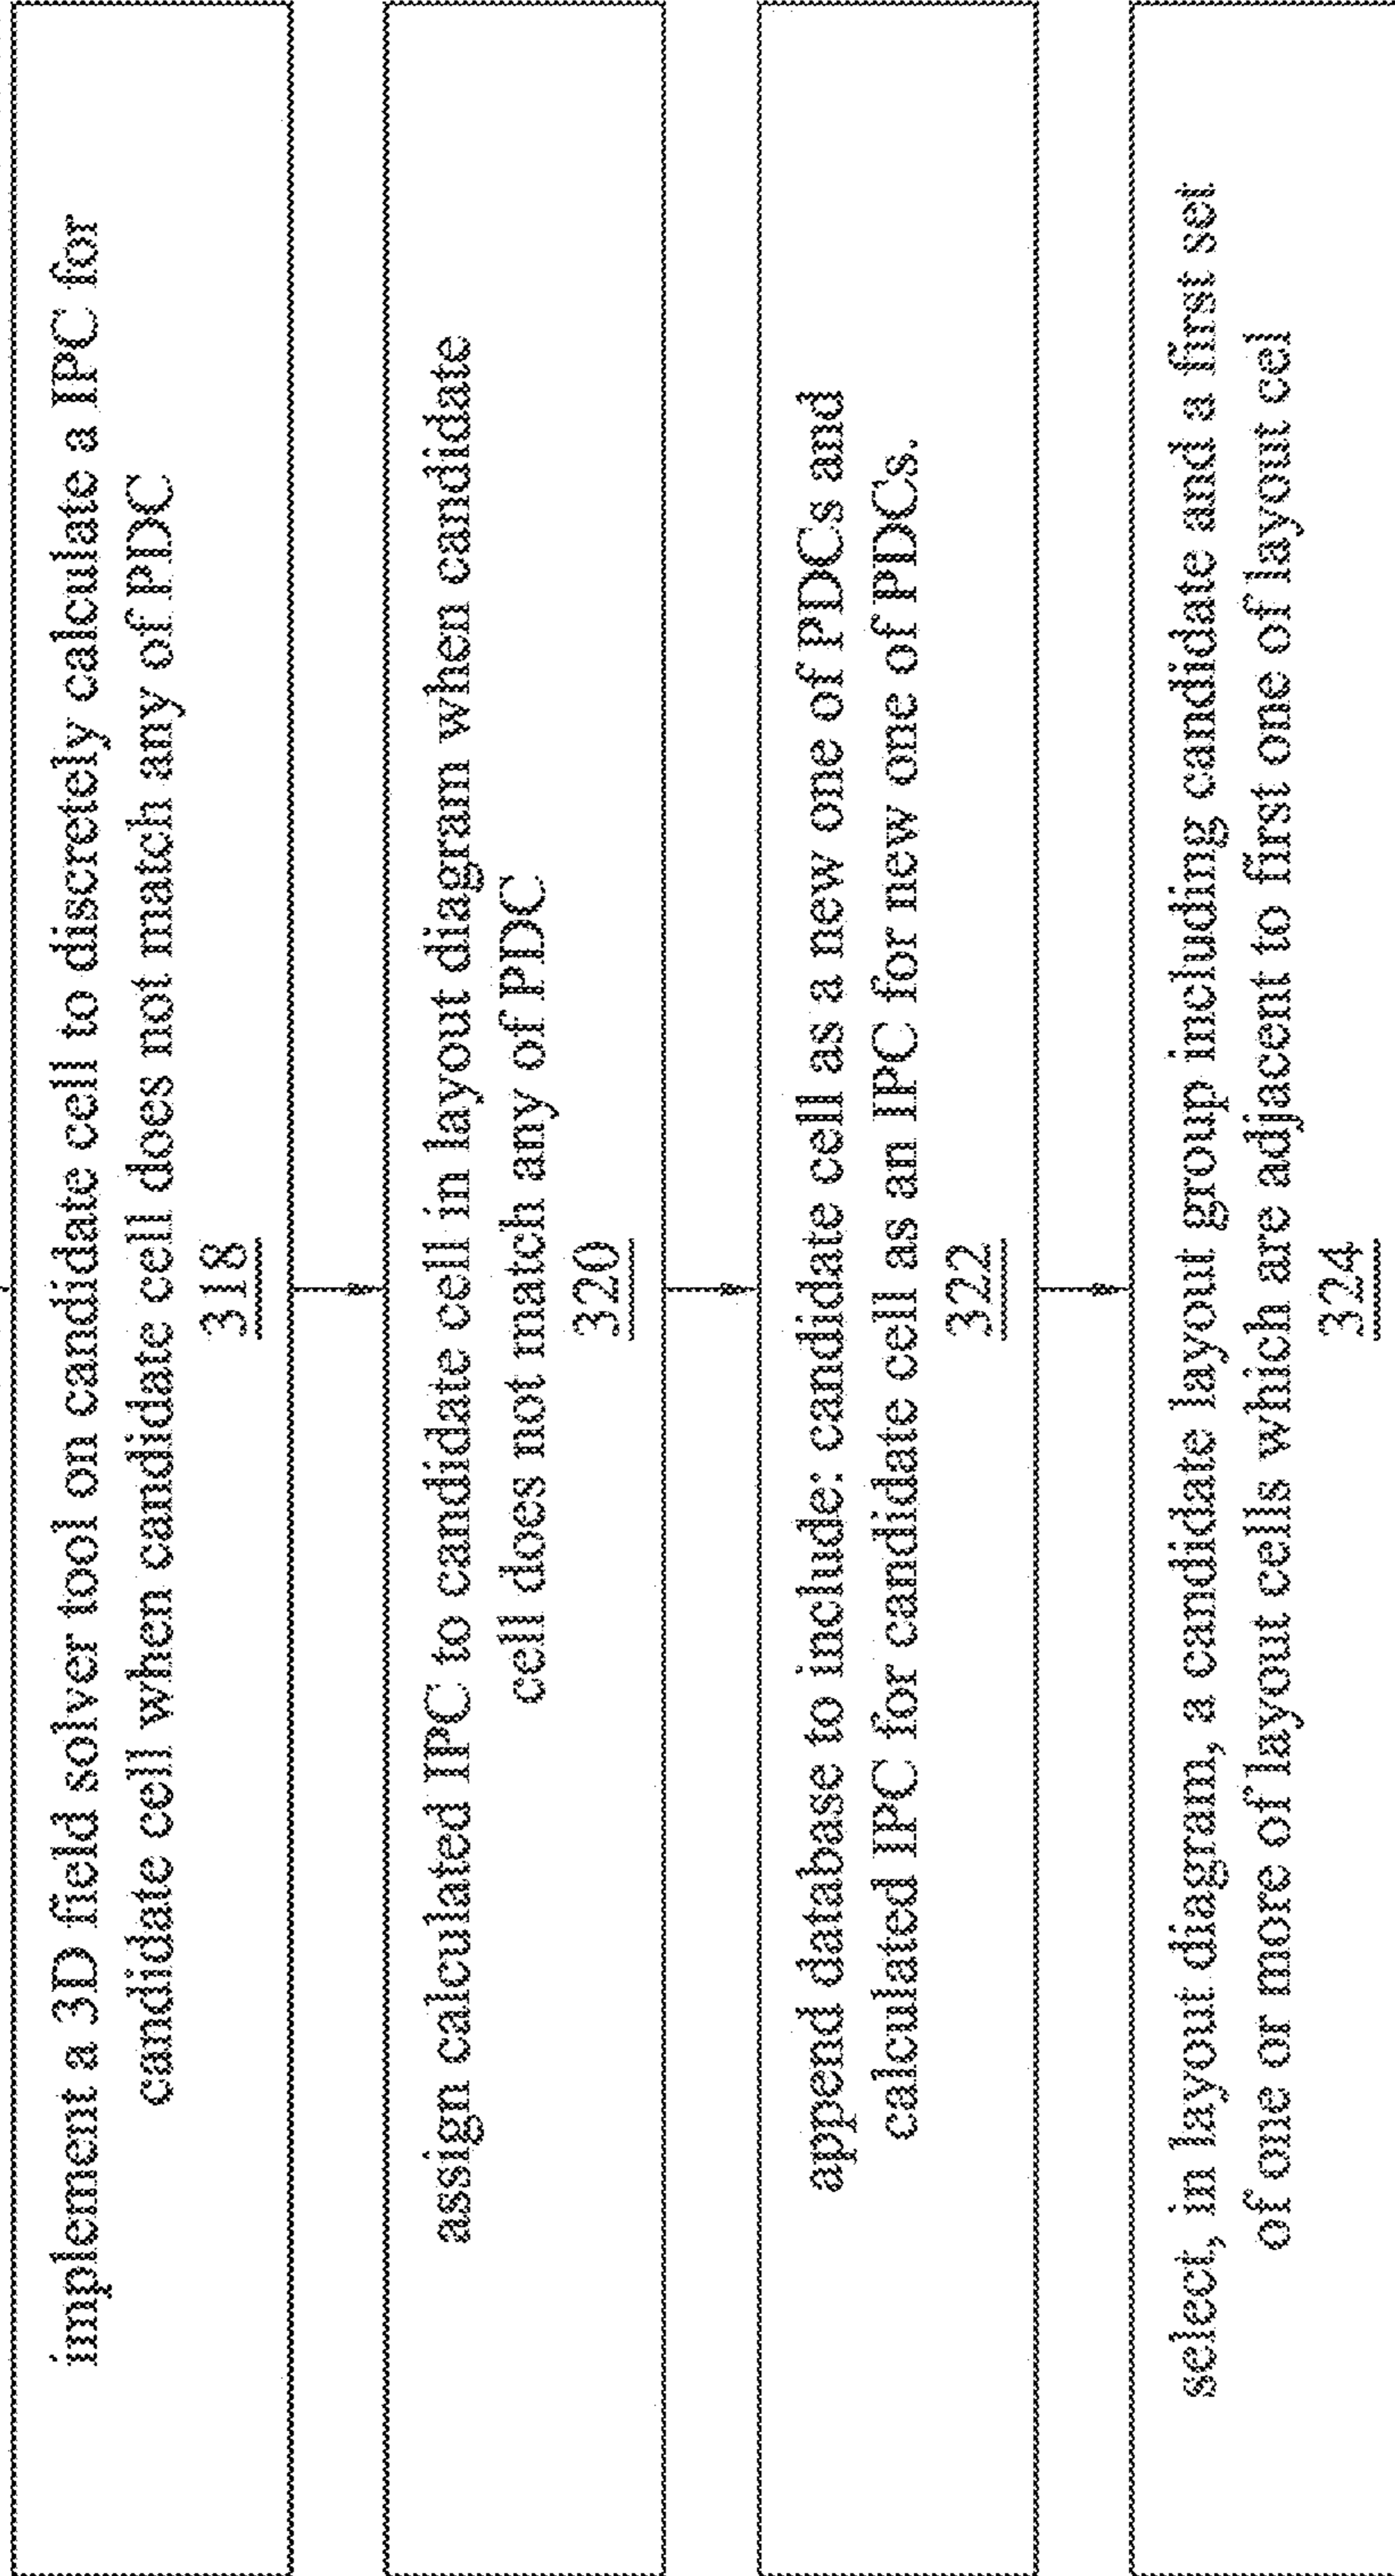 implement a 3D field solver tool on candidate cell to discretely calculate a IPC for
candidate cell when candidate cell does not match any of PDC
318
assign calculated IPC to candidate cell in layout diagram when candidate
cell does not match any of PDC
320
append database to include: candidate cell as a new one of PDCs and
calculated IPC for candidate cell as an IPC for new one of PDCs.
322
select, in layout diagram, a candidate layout group including candidate and a first set
of one or more of layout cells which are adjacent to first one of layout cel
324